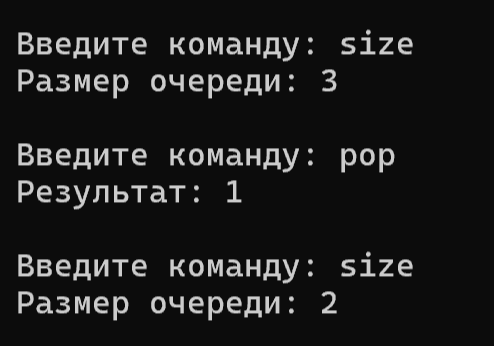 Введите команду: size
Размер очереди: 3
Введите команду: pop
Результат: 1
Введите команду: size
Размер очереди: 2